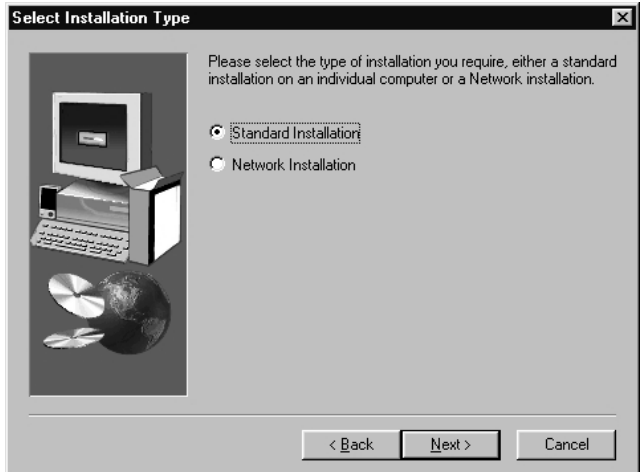 Select Installation Type
Please select the type of installation you require, either a standard
installation on an individual computer or a Network installation.
Standard Installation
Network Installation
< Back
Next >
Cancel